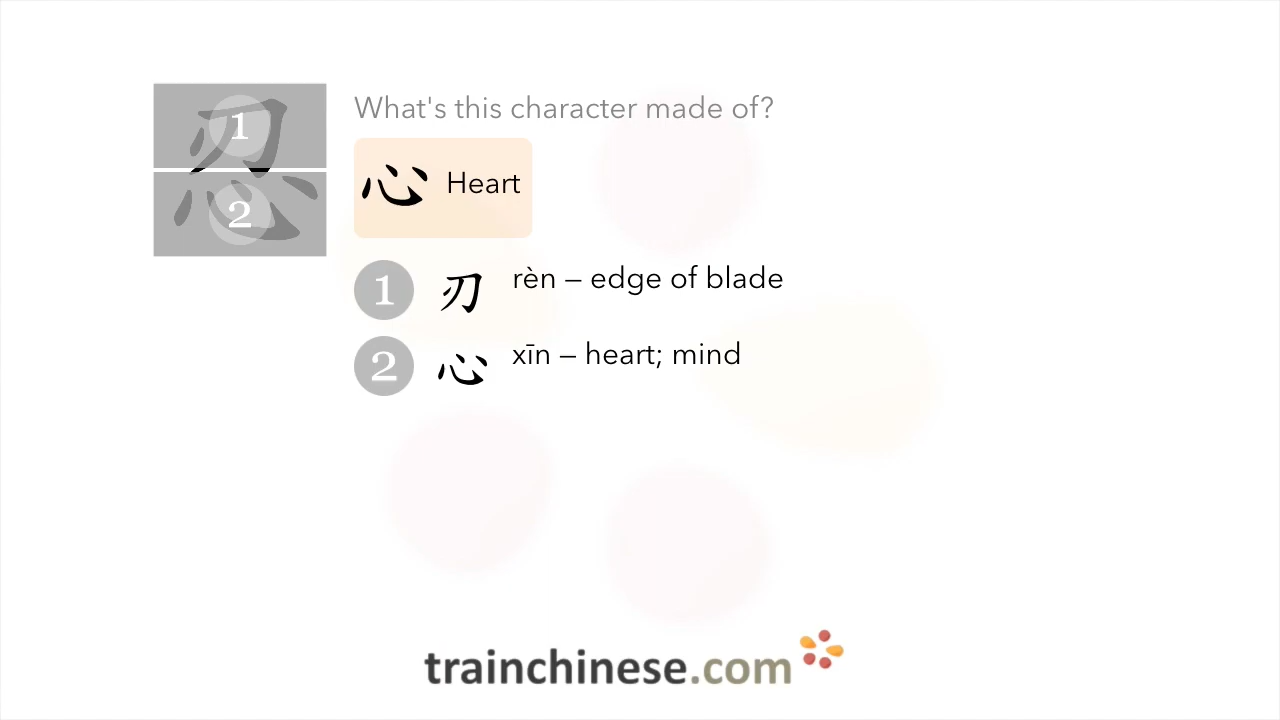 忍
1
2
What's this character made of?
心 Heart
1 刃 rèn – edge of blade
2 心 xīn – heart; mind
trainchinese.com